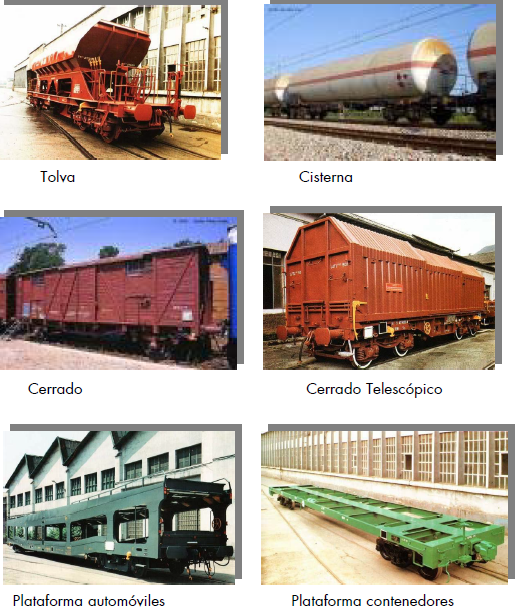 Tolva
Cisterna
Cerrado
Cerrado Telescópico
Plataforma automóviles
Plataforma contenedores